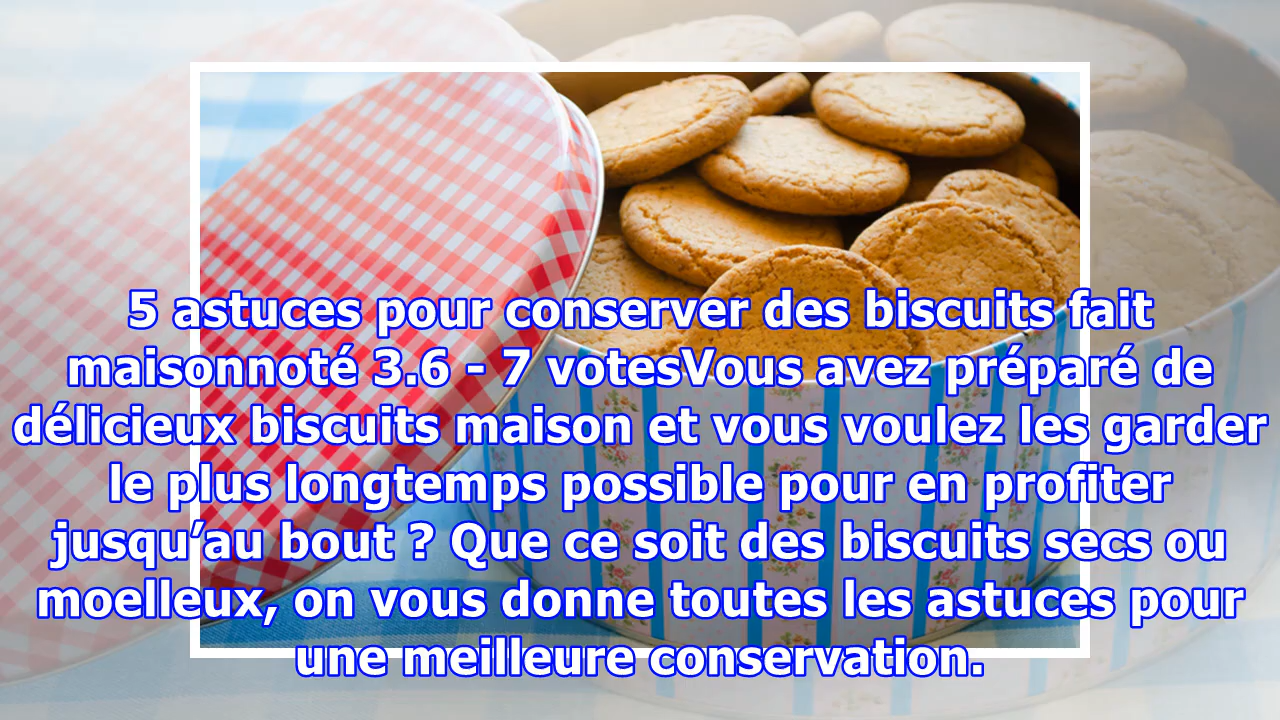 5 astuces pour conserver des biscuits fait
maisonnoté 3.6 - 7 votesVous avez préparé de
délicieux biscuits maison et vous voulez les garder
le plus longtemps possible pour en profiter
jusqu’au bout ? Que ce soit des biscuits secs ou
moelleux, on vous donne toutes les astuces pour
une meilleure conservation.